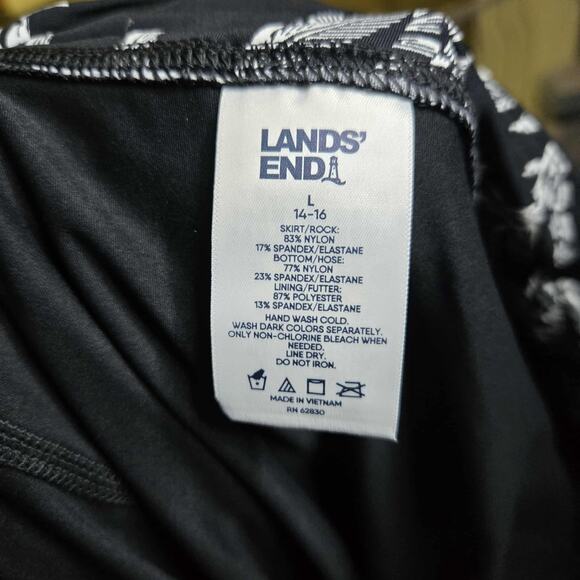 LANDS'
END
L
14-16
SKIRT/ROCK:
83% NYLON
17% SPANDEX/ELASTANE
BOTTOM/HOSE:
77% NYLON
23% SPANDEX/ELASTANE
LINING/FUTTER:
87% POLYESTER
13% SPANDEX/ELASTANE
HAND WASH COLD.
WASH DARK COLORS SEPARATELY.
ONLY NON-CHLORINE BLEACH WHEN
NEEDED.
LINE DRY.
DO NOT IRON.
MADE IN VIETNAM
RN 62830